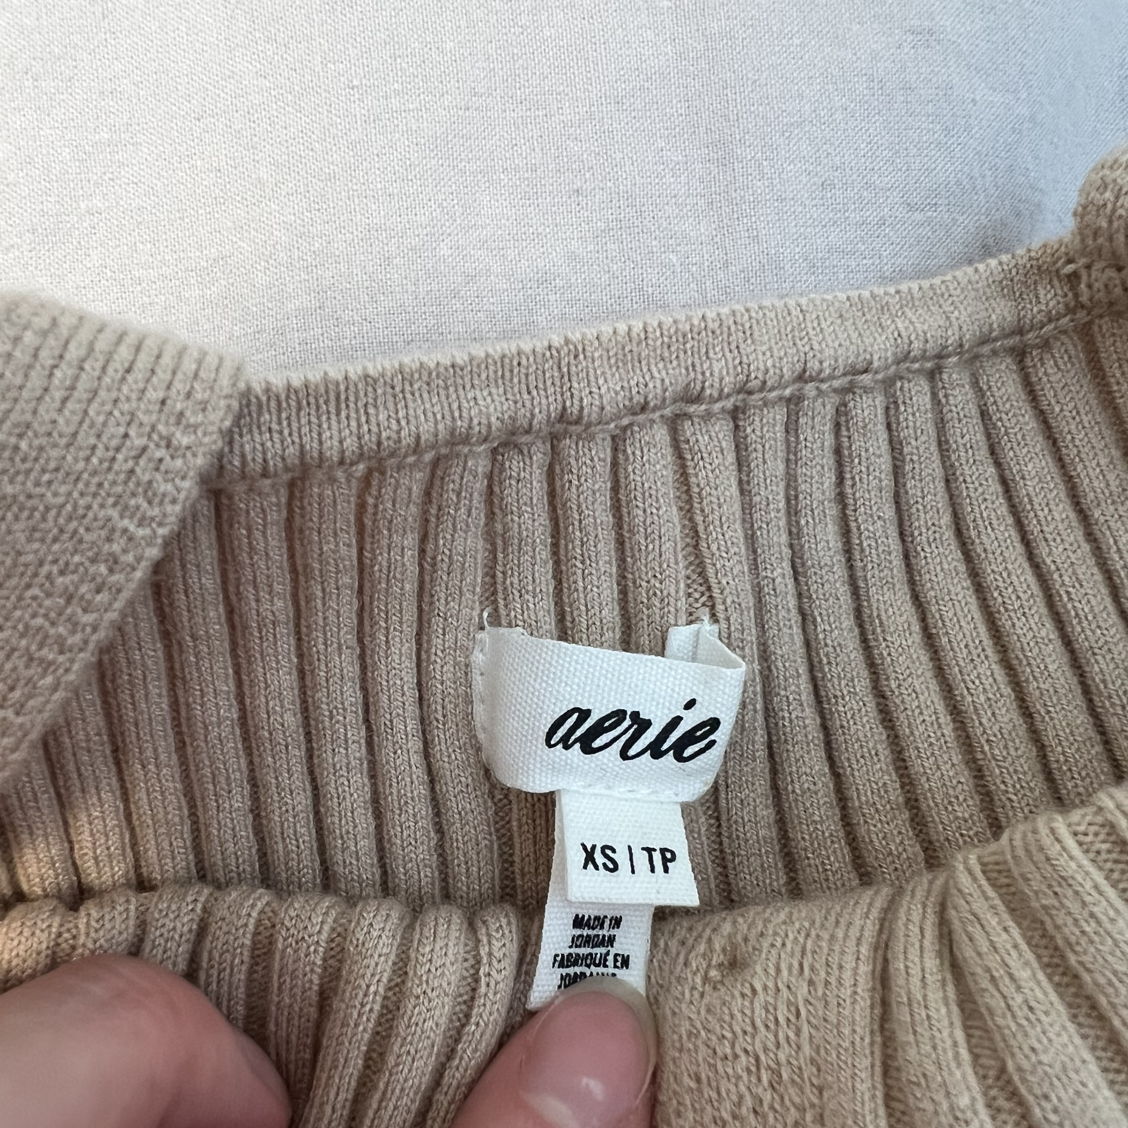 aerie
XS | TP
MADE IN
JORDAN
FABRIQUÉ EN